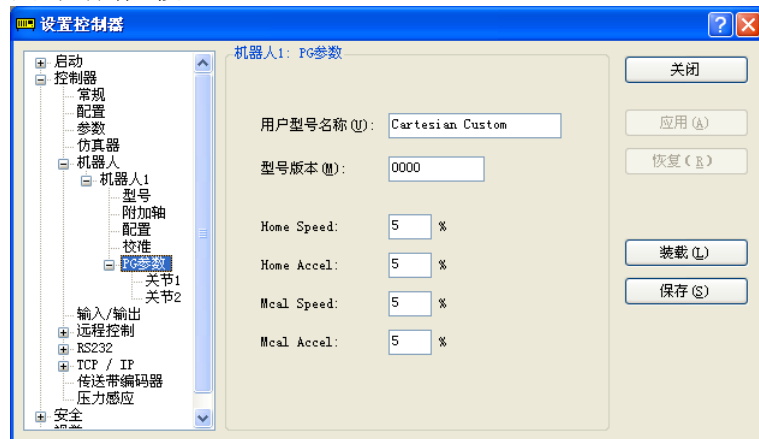 设置控制器
启动
控制器
常规
配置
参数
仿真器
机器人
机器人1
型号
附加轴
配置
校准
PG参数
关节1
关节2
输入/输出
远程控制
RS232
TCP / IP
传送带编码器
压力感应
安全
机器人1: PG参数
用户型号名称(U): Cartesian Custom
型号版本(M): 0000
Home Speed: 5 %
Home Accel: 5 %
Mcal Speed: 5 %
Mcal Accel: 5 %
关闭
应用(A)
恢复(R)
装载(L)
保存(S)